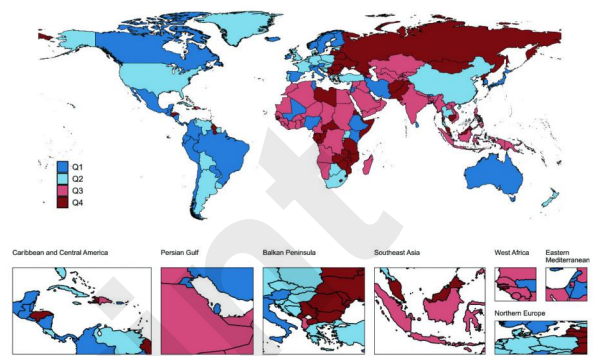 Q1
Q2
Q3
Q4
Caribbean and Central America
Persian Gulf
Balkan Peninsula
Southeast Asia
West Africa
Eastern
Mediterranean
Northern Europe
int